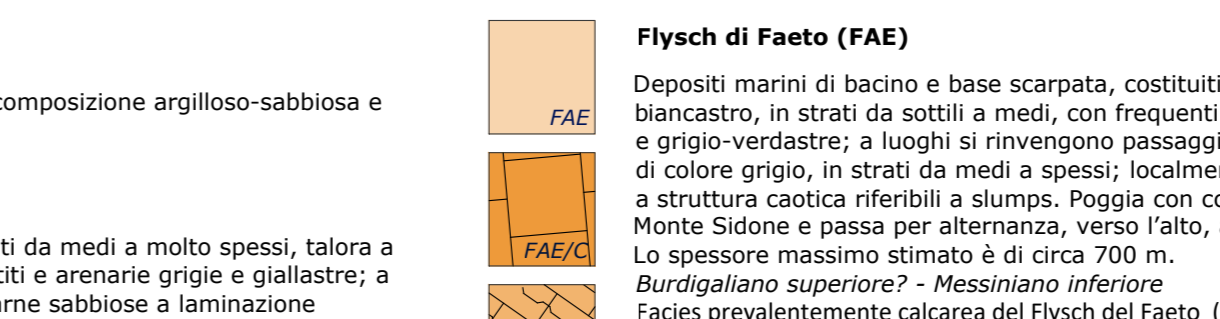 composizione argilloso-sabbiosa e
ti da medi a molto spessi, talora a
titi e arenarie grigie e giallastre; a
arne sabbiose a laminazione
FAE
FAE/C
Flysch di Faeto (FAE)
Depositi marini di bacino e base scarpata, costituiti
biancastro, in strati da sottili a medi, con frequenti
e grigio-verdastre; a luoghi si rinvengono passaggi
di colore grigio, in strati da medi a spessi; localmen
a struttura caotica riferibili a slumps. Poggia con co
Monte Sidone e passa per alternanza, verso l'alto, a
Lo spessore massimo stimato è di circa 700 m.
Burdigaliano superiore? - Messiniano inferiore
Facies prevalentemente calcarea del Flysch del Faeto (